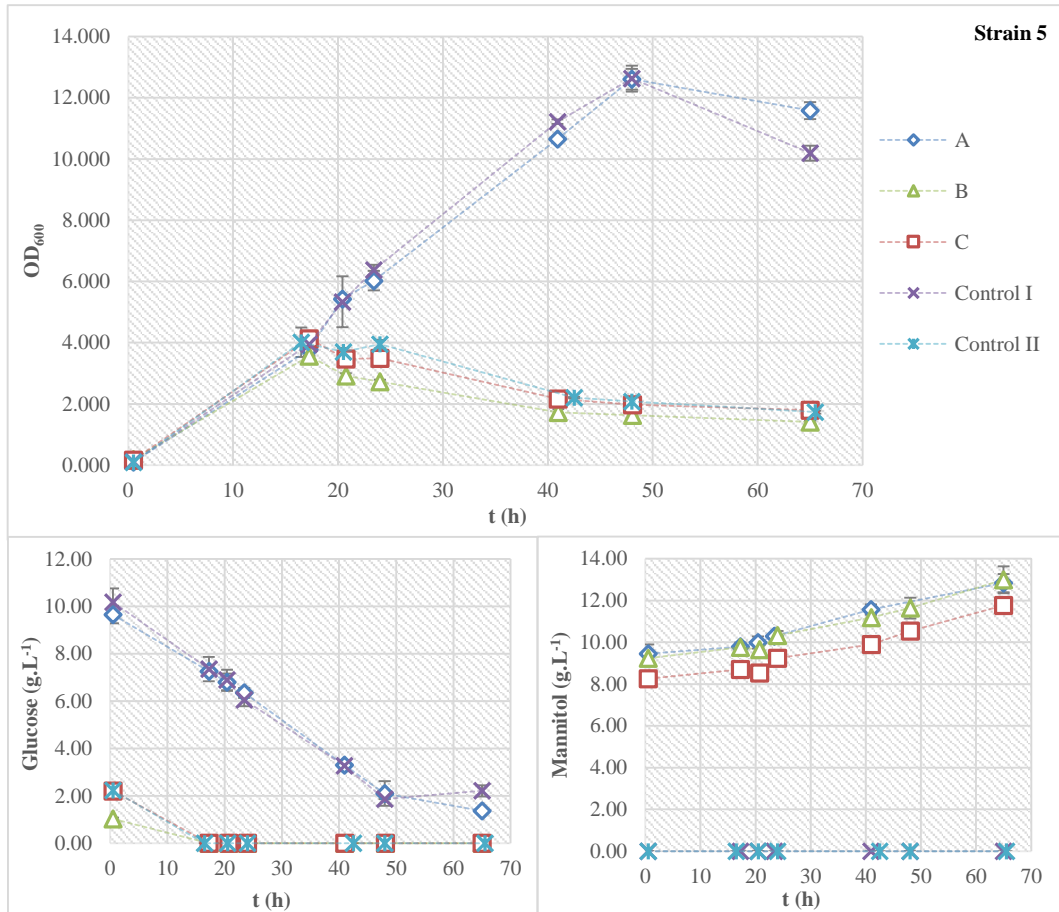 Strain 5
14.000
12.000
10.000
8.000
6.000
4.000
2.000
0.000
OD600
0 10 20 30 40 50 60 70
t (h)
A
B
C
Control I
Control II
12.00
10.00
8.00
6.00
4.00
2.00
0.00
Glucose (g.L-1)
0 10 20 30 40 50 60 70
t (h)
14.00
12.00
10.00
8.00
6.00
4.00
2.00
0.00
Mannitol (g.L-1)
0 10 20 30 40 50 60 70
t (h)